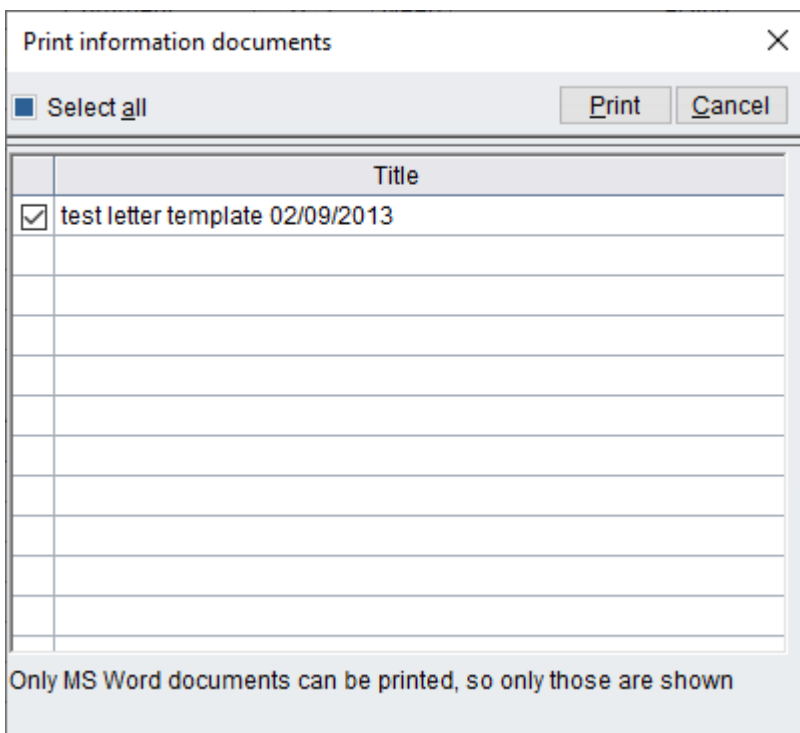 Print information documents
Select all
Print
Cancel
Title
test letter template 02/09/2013
Only MS Word documents can be printed, so only those are shown